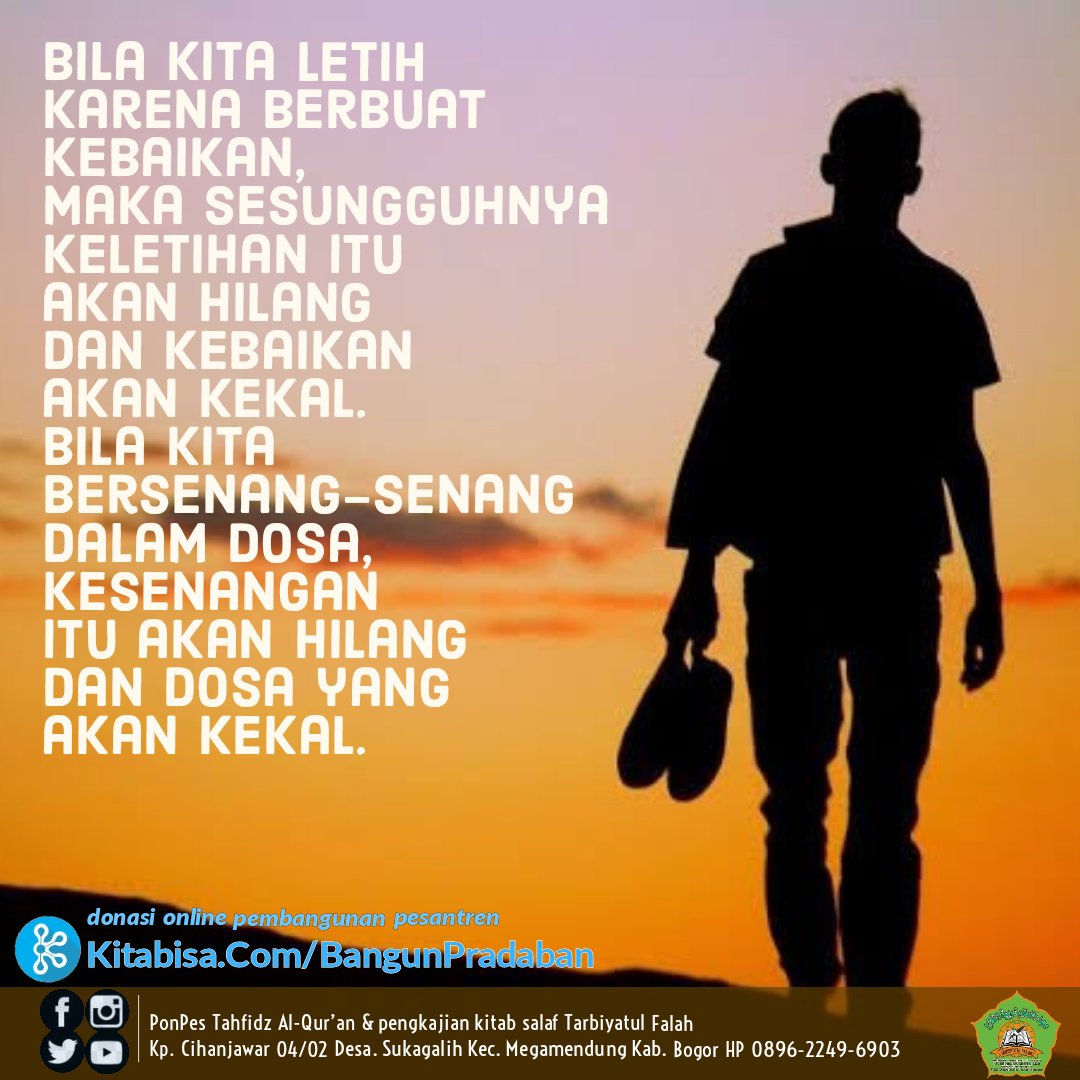 BILA KITA LETIH
KARENA BERBUAT
KEBAIKAN,
MAKA SESUNGGUHNYA
KELETIHAN ITU
AKAN HILANG
DAN KEBAIKAN
AKAN KEKAL.
BILA KITA
BERSENANG-SENANG
DALAM DOSA,
KESENANGAN
ITU AKAN HILANG
DAN DOSA YANG
AKAN KEKAL.
donasi online pembangunan pesantren
Kitabisa.Com/BangunPradaban
PonPes Tahfidz Al-Qur'an & pengkajian kitab salaf Tarbiyatul Falah
Kp. Cihanjawar 04/02 Desa. Sukagalih Kec. Megamendung Kab. Bogor HP 0896-2249-6903